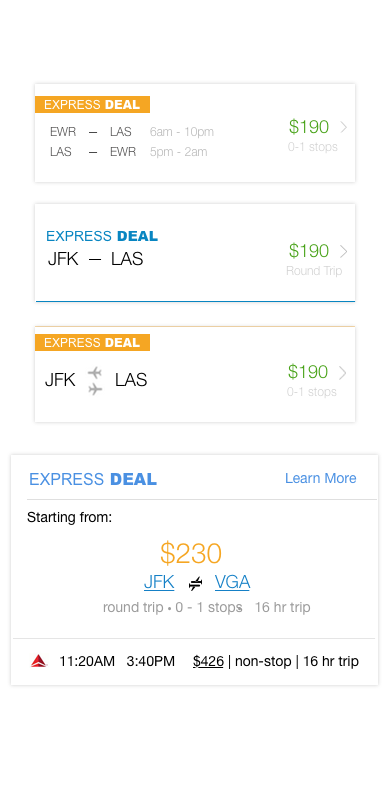 EXPRESS DEAL
EWR – LAS 6am - 10pm $190
LAS – EWR 5pm - 2am 0-1 stops
EXPRESS DEAL
JFK – LAS $190
Round Trip
EXPRESS DEAL
JFK LAS $190
0-1 stops
EXPRESS DEAL Learn More
Starting from:
$230
JFK VGA
round trip • 0 - 1 stops 16 hr trip
11:20AM 3:40PM $426 | non-stop | 16 hr trip